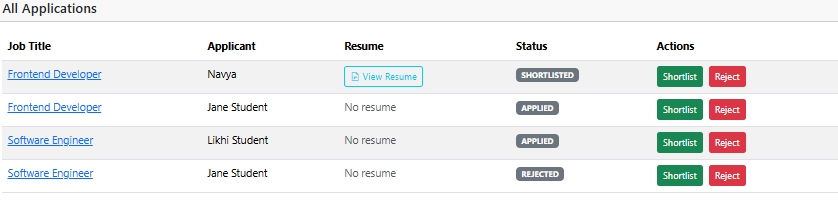 All Applications
Job Title Applicant Resume Status Actions
Frontend Developer Navya View Resume SHORTLISTED Shortlist Reject
Frontend Developer Jane Student No resume APPLIED Shortlist Reject
Software Engineer Likhi Student No resume APPLIED Shortlist Reject
Software Engineer Jane Student No resume REJECTED Shortlist Reject